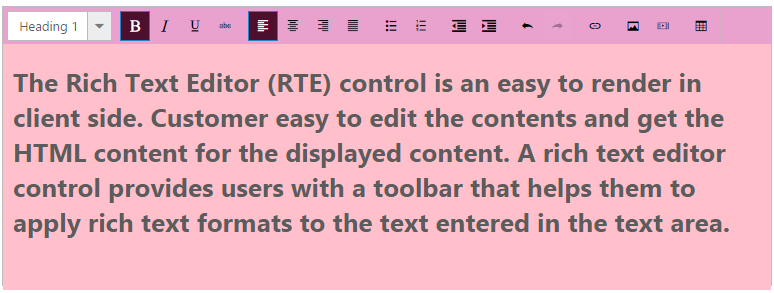 Heading 1 B I U abc
The Rich Text Editor (RTE) control is an easy to render in
client side. Customer easy to edit the contents and get the
HTML content for the displayed content. A rich text editor
control provides users with a toolbar that helps them to
apply rich text formats to the text entered in the text area.